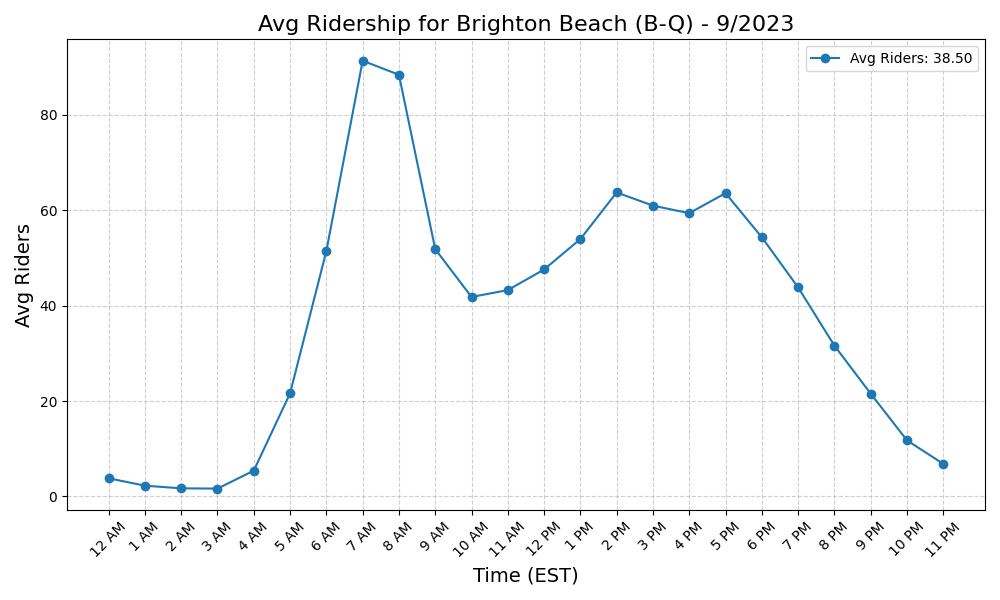 Avg Ridership for Brighton Beach (B-Q) - 9/2023
Avg Riders: 38.50
Avg Riders
80
60
40
20
0
12 AM
1 AM
2 AM
3 AM
4 AM
5 AM
6 AM
7 AM
8 AM
9 AM
10 AM
11 AM
12 PM
1 PM
2 PM
3 PM
4 PM
5 PM
6 PM
7 PM
8 PM
9 PM
10 PM
11 PM
Time (EST)